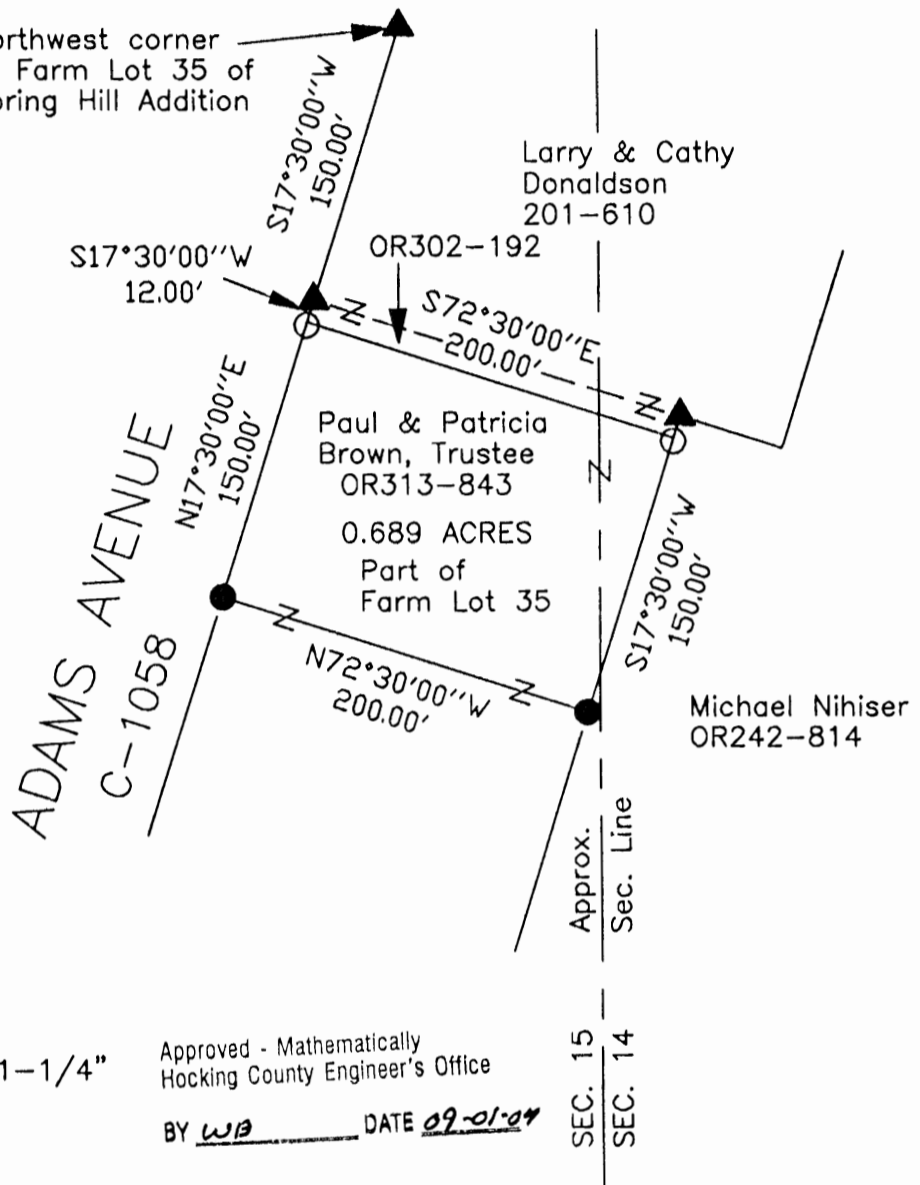 orthwest corner
Farm Lot 35 of
oring Hill Addition
S17°30'00''W
150.00'
Larry & Cathy
Donaldson
201-610
S17°30'00''W
12.00'
OR302-192
S72°30'00''E
200.00'
N17°30'00''E
150.00'
Paul & Patricia
Brown, Trustee
OR313-843
0.689 ACRES
Part of
Farm Lot 35
S17°30'00''W
150.00'
N72°30'00''W
200.00'
ADAMS AVENUE
C-1058
Michael Nihiser
OR242-814
Approx.
Sec. Line
SEC. 15
SEC. 14
1-1/4"
Approved - Mathematically
Hocking County Engineer's Office
BY WB DATE 09-01-04